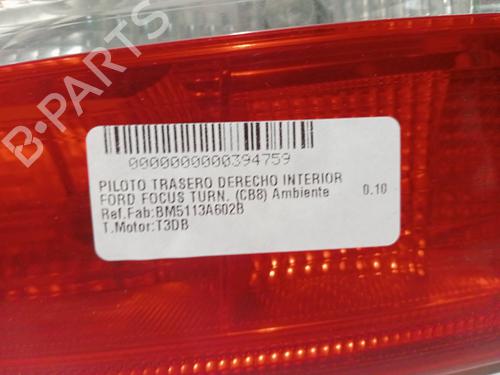 B-PARTS
0000000000394759
PILOTO TRASERO DERECHO INTERIOR
FORD FOCUS TURN. (CB8) Ambiente 0.10
Ref.Fab:BM5113A602B
T.Motor:T3DB